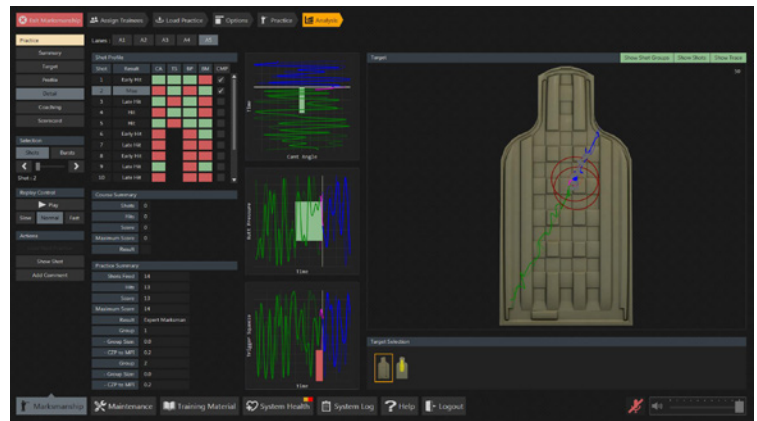 Exit Marksmanship
Assign Trainees
Load Practice
Options
Practice
Analysis
Practice
Lanes :
A1
A2
A3
A4
A5
Summary
Target
Profile
Detail
Coaching
Scorecard
Selection
Shots
Bursts
Shot : 2
Replay Control
Play
Slow
Normal
Fast
Actions
Show Shot
Add Comment
Shot Profile
Shot Result CA TS BP BM CMP
1 Early Hit
2 Miss
3 Late Hit
4 Hit
5 Hit
6 Early Hit
7 Late Hit
8 Early Hit
9 Late Hit
10 Late Hit
Course Summary
Shots 0
Hits 0
Score 0
Maximum Score 0
Result
Practice Summary
Shots Fired 14
Hits 13
Score 13
Maximum Score 14
Result Expert Marksman
Group 1
- Group Size 0.0
- CZP to MPI 0.2
Group 2
- Group Size 0.0
- CZP to MPI 0.2
Time
Cant Angle
Butt Pressure
Time
Trigger Squeeze
Time
Target
Show Shot Groups
Show Shots
Show Trace
50
Target Selection
Marksmanship
Maintenance
Training Material
System Health
System Log
Help
Logout